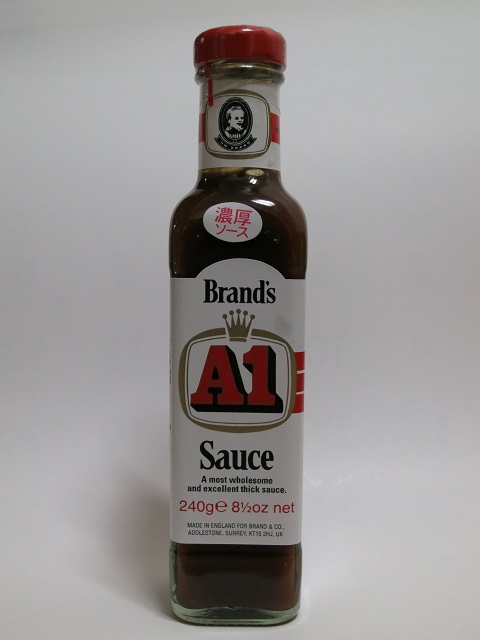 濃厚
ソース
Brand's
A1
Sauce
A most wholesome
and excellent thick sauce.
240g℮ 8½oz net
MADE IN ENGLAND FOR BRAND & CO.,
ADDLESTONE, SURREY, KT15 2HJ, UK